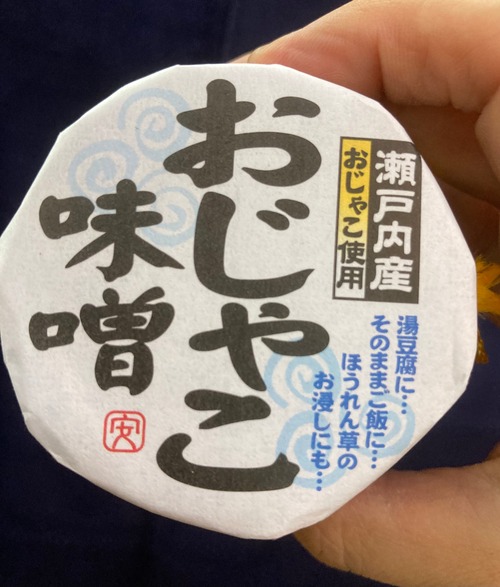 瀬戸内産
おじゃこ使用
おじゃこ
味噌
安
湯豆腐に…
そのままご飯に…
ほうれん草の
お浸しにも…